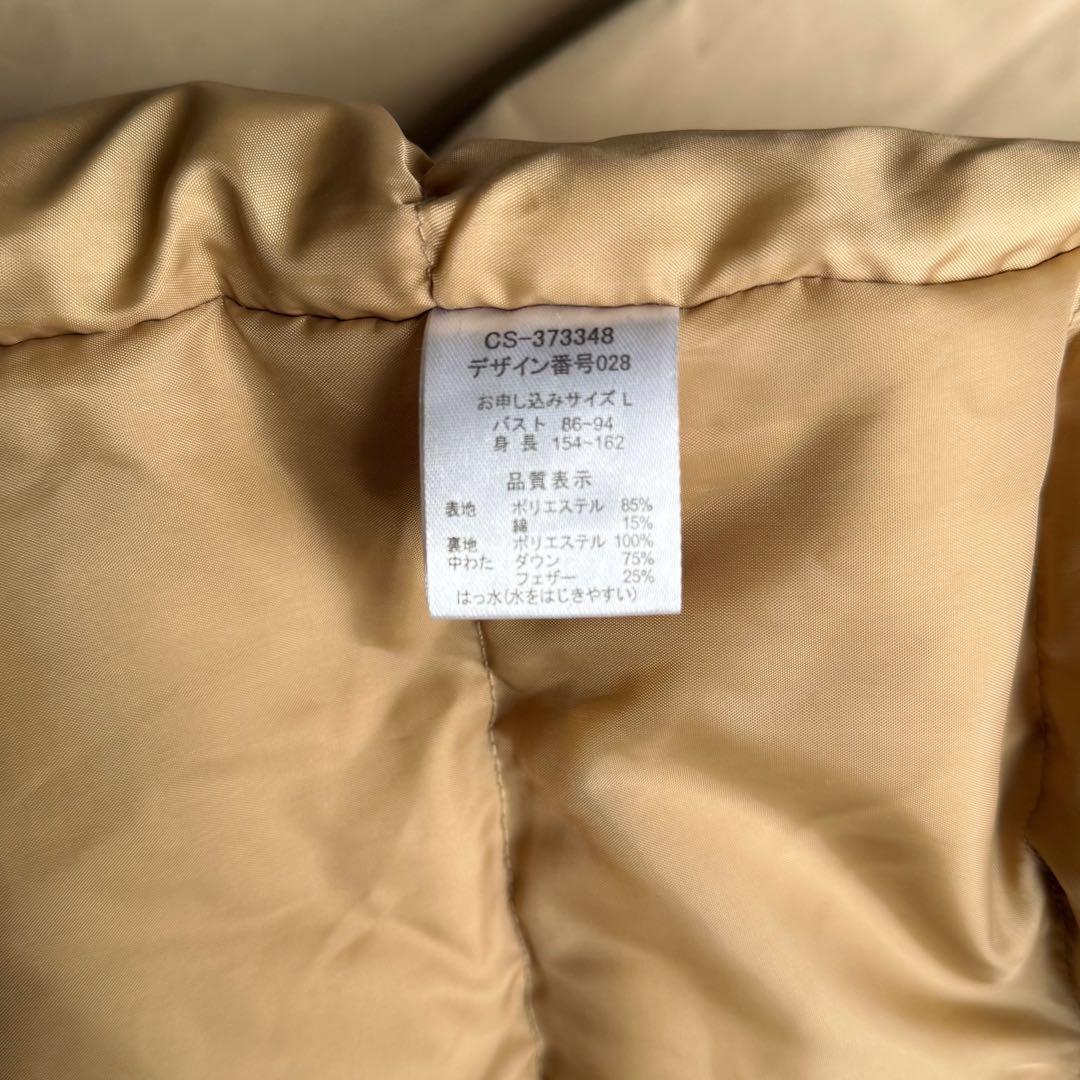 CS-373348
デザイン番号028
お申し込みサイズ L
バスト 86-94
身長 154~162
品質表示
表地 ポリエステル 85%
綿 15%
裏地 ポリエステル 100%
中わた ダウン 75%
フェザー 25%
はっ水(水をはじきやすい)